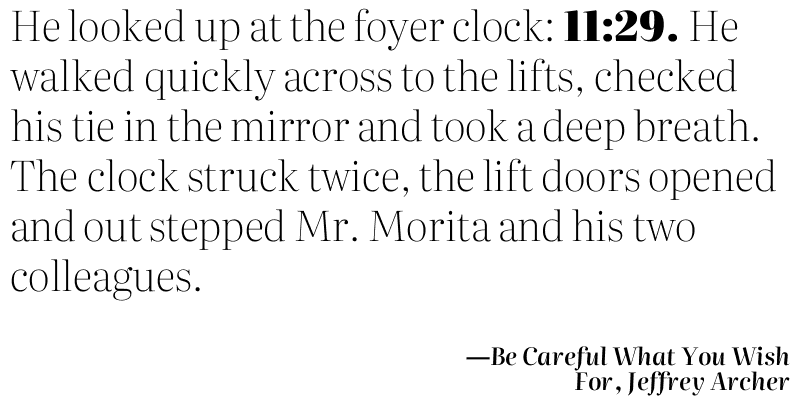 He looked up at the foyer clock: 11:29. He
walked quickly across to the lifts, checked
his tie in the mirror and took a deep breath.
The clock struck twice, the lift doors opened
and out stepped Mr. Morita and his two
colleagues.
—Be Careful What You Wish
For, Jeffrey Archer